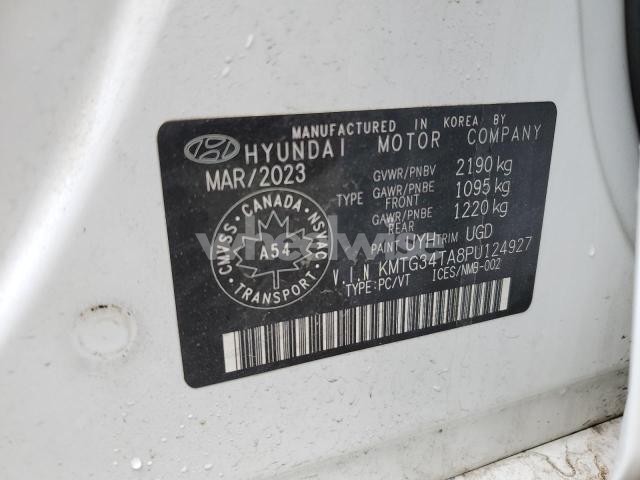 MANUFACTURED IN KOREA BY
HYUNDAI MOTOR COMPANY
MAR/2023
GVWR/PNBV 2190 kg
TYPE GAWR/PNBE FRONT 1095 kg
GAWR/PNBE REAR 1220 kg
PAINT UYH TRIM UGD
V.I.N KMTG34TA8PU124927
TYPE:PC/VT ICES/NMB-002
CANADA
CMVSS NSVAC
A54
TRANSPORT